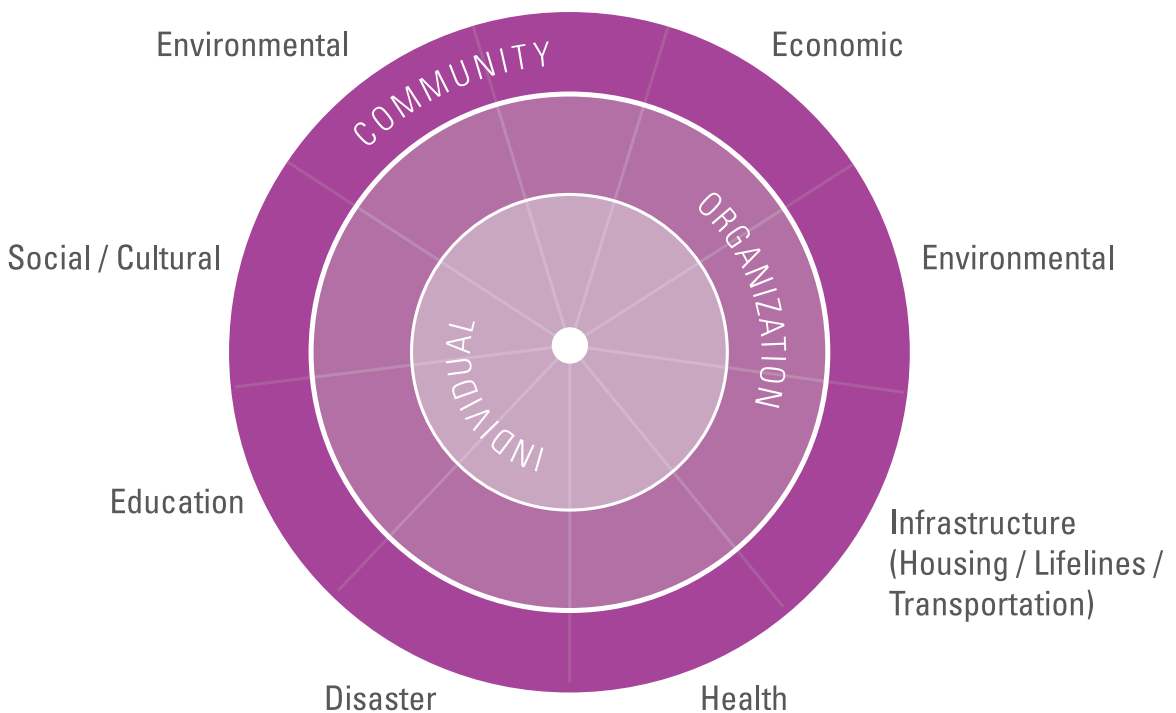 Environmental
Economic
COMMUNITY
ORGANIZATION
Social / Cultural
Environmental
INDIVIDUAL
Education
Infrastructure
(Housing / Lifelines /
Transportation)
Disaster
Health